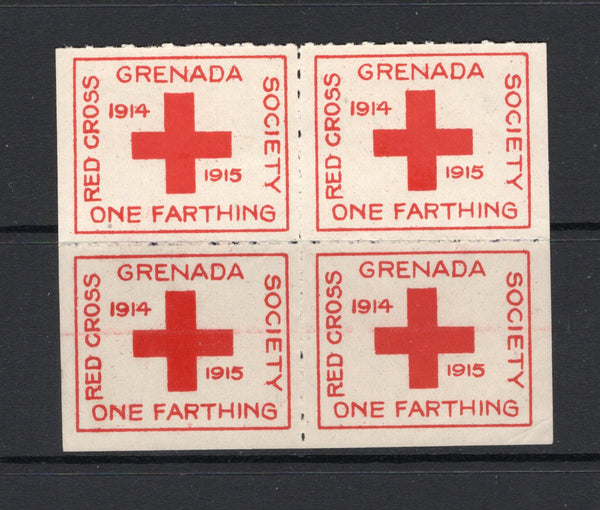 GRENADA
RED CROSS
1914
SOCIETY
1915
ONE FARTHING
GRENADA
RED CROSS
1914
SOCIETY
1915
ONE FARTHING
GRENADA
RED CROSS
1914
SOCIETY
1915
ONE FARTHING
GRENADA
RED CROSS
1914
SOCIETY
1915
ONE FARTHING